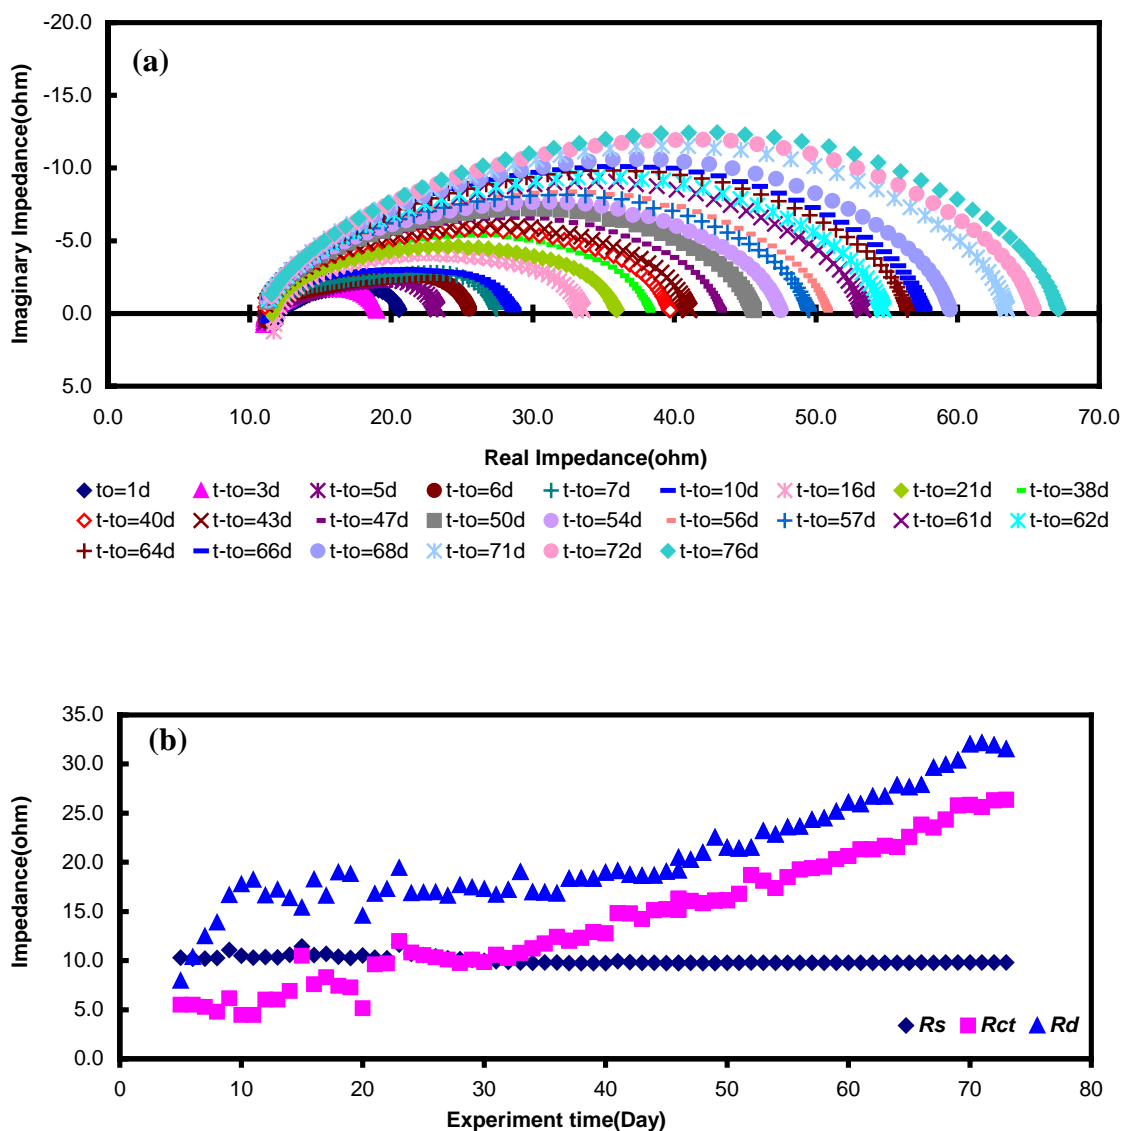 -20.0
(a)
-15.0
-10.0
-5.0
0.0
5.0
Imaginary Impedance(ohm)
0.0 10.0 20.0 30.0 40.0 50.0 60.0 70.0
Real Impedance(ohm)
to=1d t-to=3d t-to=5d t-to=6d t-to=7d t-to=10d t-to=16d t-to=21d t-to=38d
t-to=40d t-to=43d t-to=47d t-to=50d t-to=54d t-to=56d t-to=57d t-to=61d t-to=62d
t-to=64d t-to=66d t-to=68d t-to=71d t-to=72d t-to=76d
35.0
(b)
30.0
25.0
20.0
15.0
10.0
5.0
0.0
Impedance(ohm)
Rs Rct Rd
0 10 20 30 40 50 60 70 80
Experiment time(Day)